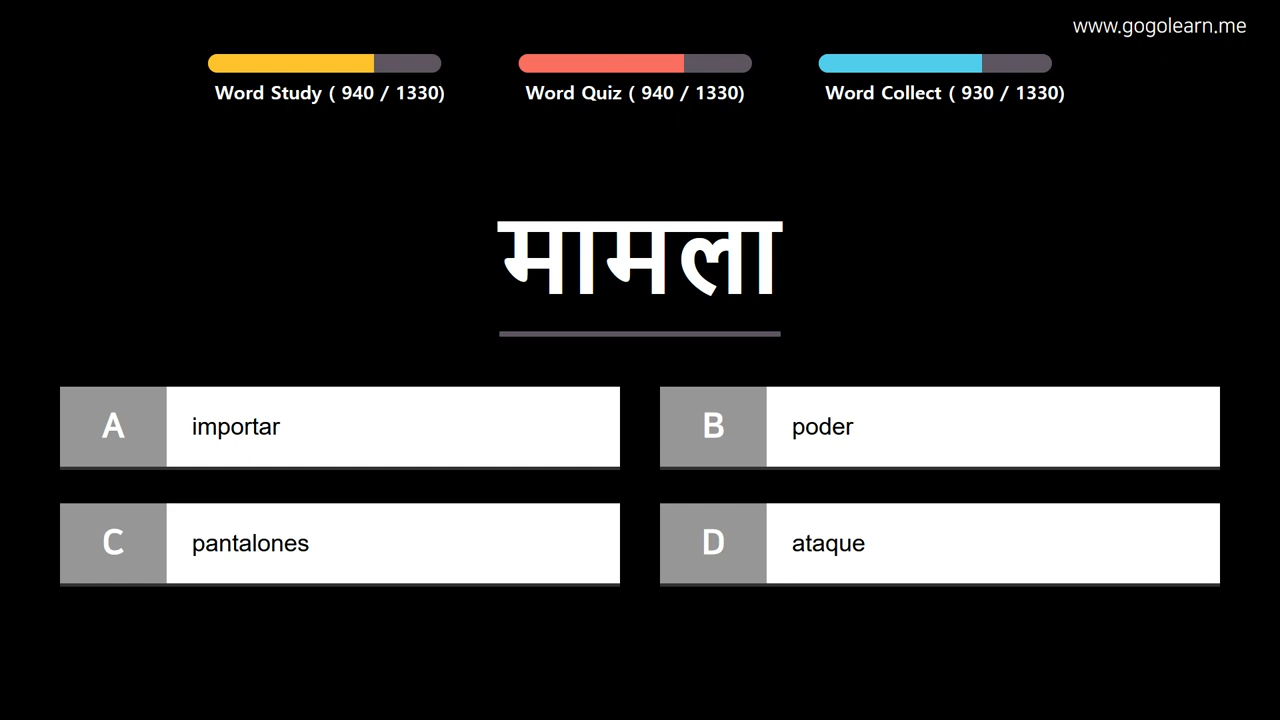 www.gogolearn.me
Word Study ( 940 / 1330)
Word Quiz ( 940 / 1330)
Word Collect ( 930 / 1330)
मामला
A importar
B poder
C pantalones
D ataque